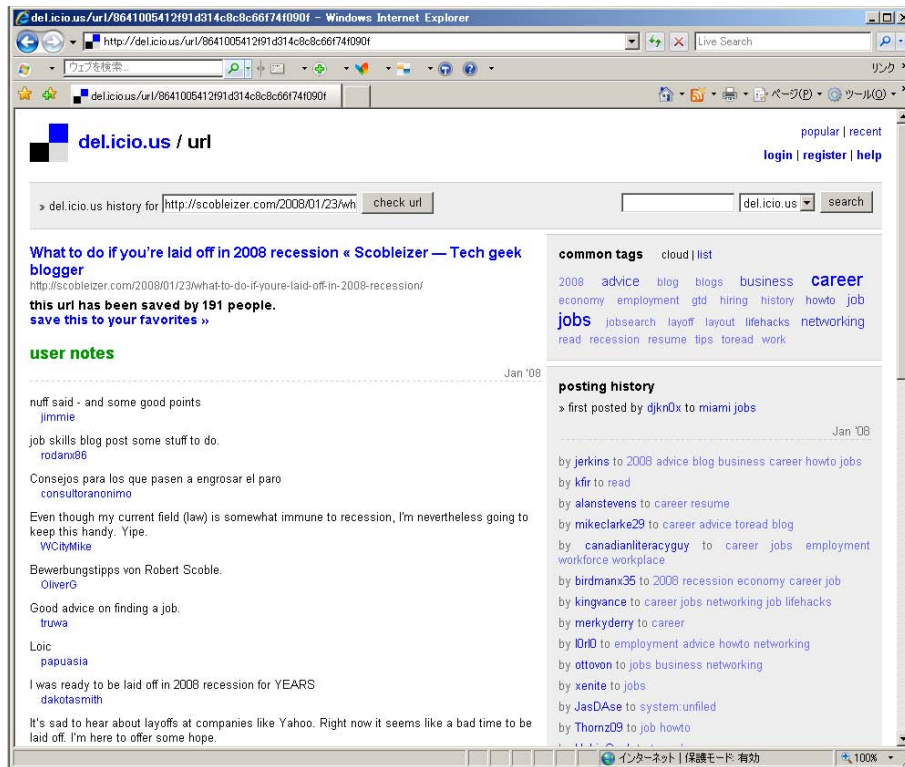 del.icio.us/url/8641005412f91d314c8c8c66f74f090f - Windows Internet Explorer
http://del.icio.us/url/8641005412f91d314c8c8c66f74f090f
Live Search
ウェブを検索...
リンク
del.icio.us/url/8641005412f91d314c8c8c66f74f090f
ページ(P)
ツール(O)
del.icio.us / url
popular | recent
login | register | help
» del.icio.us history for http://scobleizer.com/2008/01/23/wh check url
del.icio.us search
What to do if you're laid off in 2008 recession « Scobleizer — Tech geek
blogger
http://scobleizer.com/2008/01/23/what-to-do-if-youre-laid-off-in-2008-recession/
this url has been saved by 191 people.
save this to your favorites »
user notes
Jan '08
nuff said - and some good points
jimmie
job skills blog post some stuff to do.
rodanx86
Consejos para los que pasen a engrosar el paro
consultoranonimo
Even though my current field (law) is somewhat immune to recession, I'm nevertheless going to
keep this handy. Yipe.
WCityMike
Bewerbungstipps von Robert Scoble.
OliverG
Good advice on finding a job.
truwa
Loic
papuasia
I was ready to be laid off in 2008 recession for YEARS
dakotasmith
It's sad to hear about layoffs at companies like Yahoo. Right now it seems like a bad time to be
laid off. I'm here to offer some hope.
common tags cloud | list
2008 advice blog blogs business career
economy employment gtd hiring history howto job
jobs jobsearch layoff layout lifehacks networking
read recession resume tips toread work
posting history
» first posted by djkn0x to miami jobs
Jan '08
by jerkins to 2008 advice blog business career howto jobs
by kfir to read
by alanstevens to career resume
by mikeclarke29 to career advice toread blog
by canadianliteracyguy to career jobs employment
workforce workplace
by birdmanx35 to 2008 recession economy career job
by kingvance to career jobs networking job lifehacks
by merkyderry to career
by l0rl0 to employment advice howto networking
by ottovon to jobs business networking
by xenite to jobs
by JasDAse to system:unfiled
by Thornz09 to job howto
インターネット | 保護モード: 有効
100%